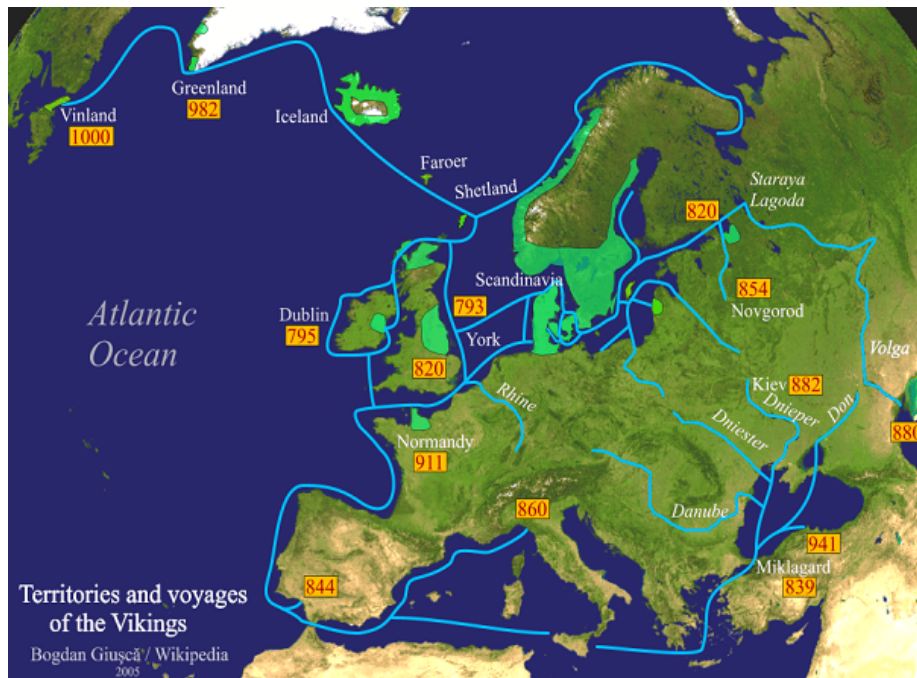 Vinland
1000
Greenland
982
Iceland
Faroer
Shetland
Staraya
Lagoda
820
Scandinavia
854
Novgorod
Dublin
795
793
York
820
Atlantic
Ocean
Volga
Kiev 882
Rhine
Dnieper
Don
Dniester
880
Normandy
911
860
Danube
941
Miklagard
839
844
Territories and voyages
of the Vikings
Bogdan Giuşcă / Wikipedia
2005